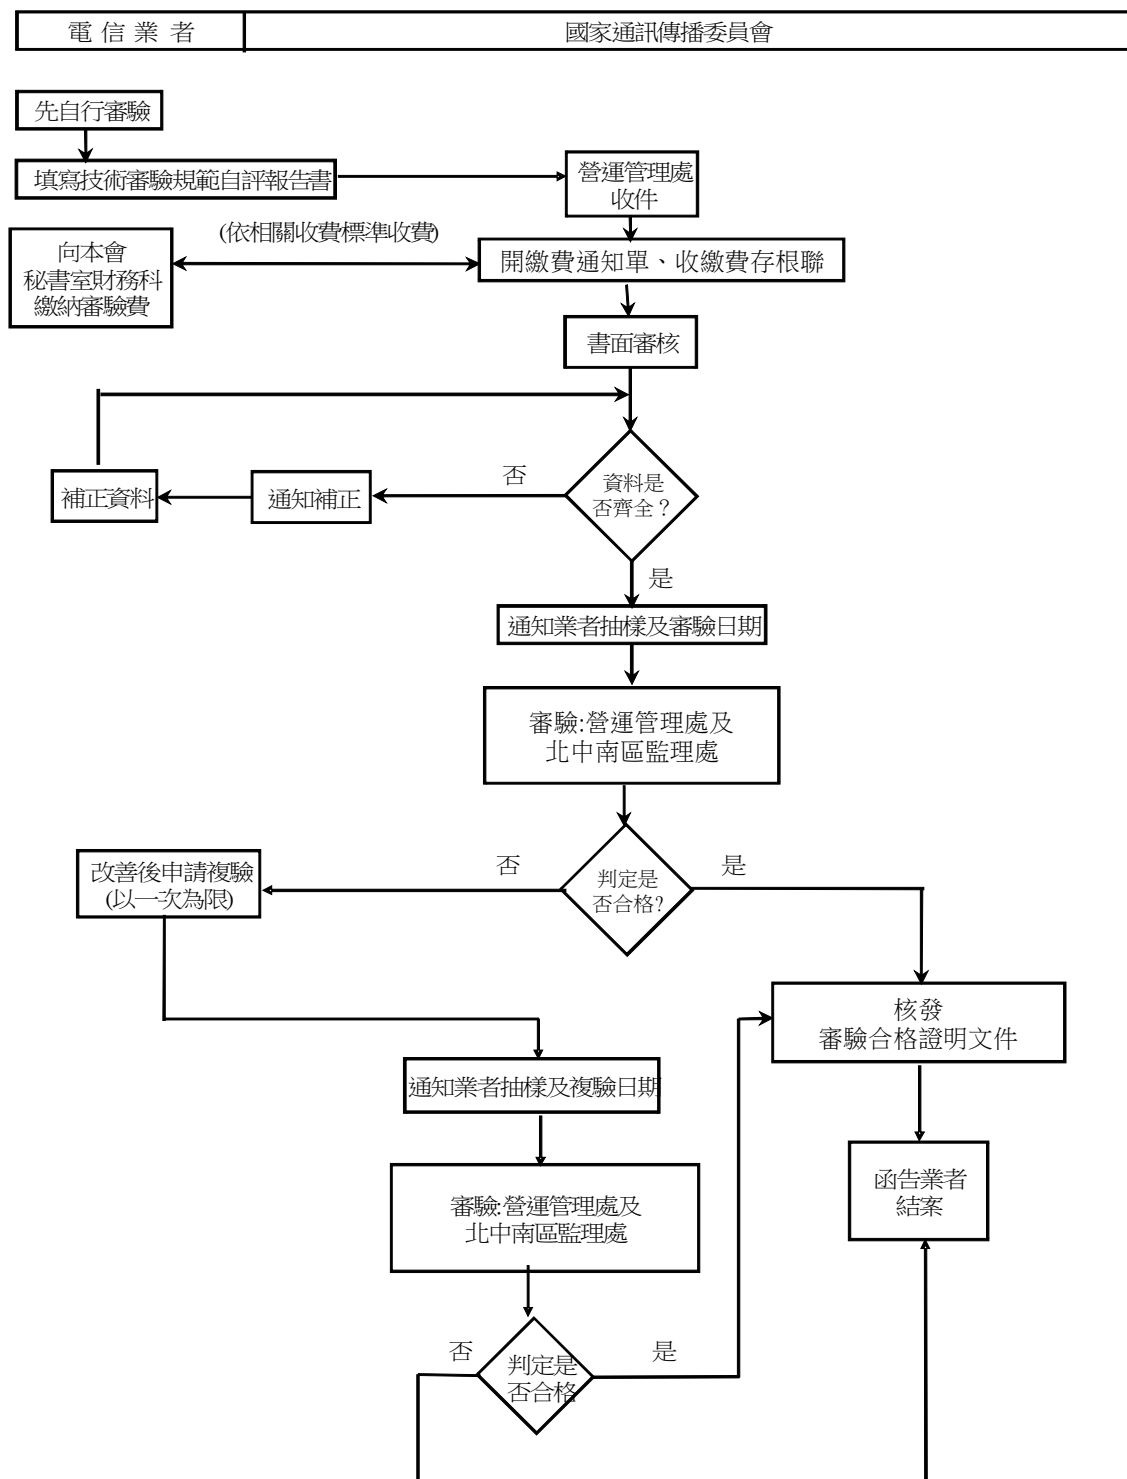 電 信 業 者
國家通訊傳播委員會
先自行審驗
填寫技術審驗規範自評報告書
營運管理處
收件
(依相關收費標準收費)
向本會
秘書室財務科
繳納審驗費
開繳費通知單、收繳費存根聯
書面審核
否
資料是
否齊全？
通知補正
補正資料
是
通知業者抽樣及審驗日期
審驗:營運管理處及
北中南區監理處
否
判定是
否合格?
是
改善後申請複驗
(以一次為限)
核發
審驗合格證明文件
通知業者抽樣及複驗日期
函告業者
結案
審驗:營運管理處及
北中南區監理處
否
判定是
否合格
是